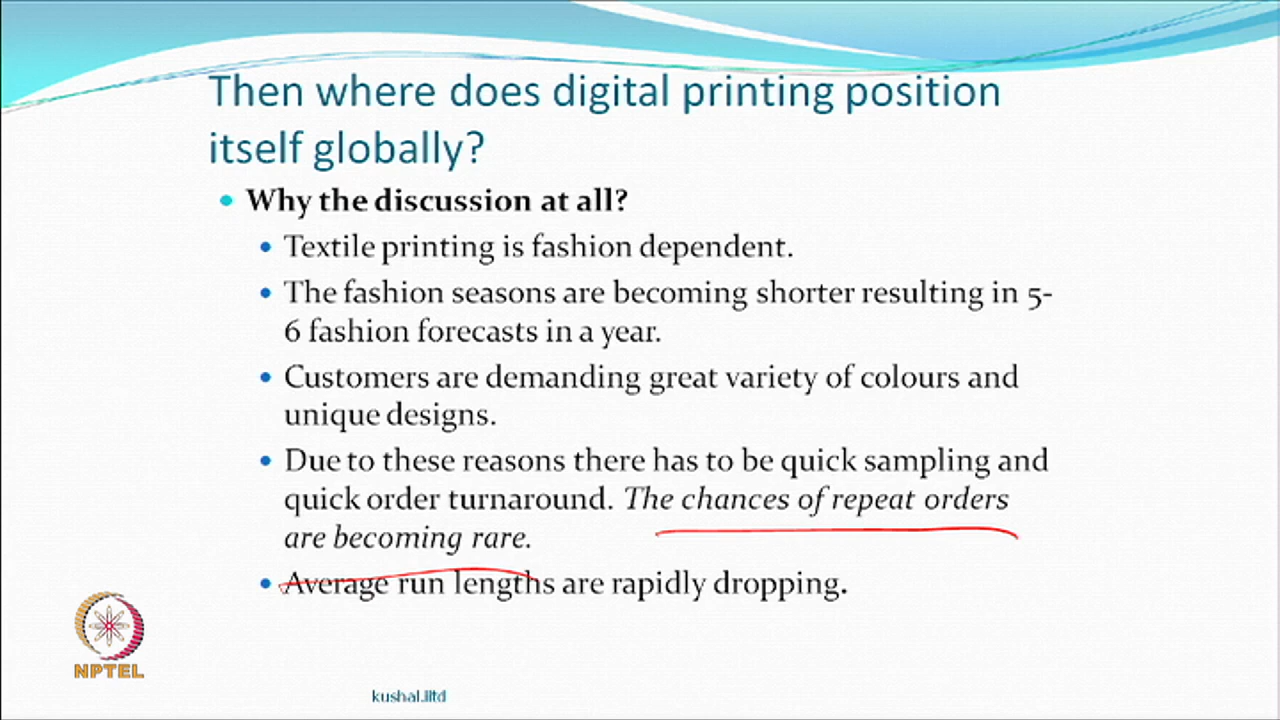 Then where does digital printing position
itself globally?
• Why the discussion at all?
• Textile printing is fashion dependent.
• The fashion seasons are becoming shorter resulting in 5-
6 fashion forecasts in a year.
• Customers are demanding great variety of colours and
unique designs.
• Due to these reasons there has to be quick sampling and
quick order turnaround. The chances of repeat orders
are becoming rare.
• Average run lengths are rapidly dropping.
NPTEL
kushal.iitd